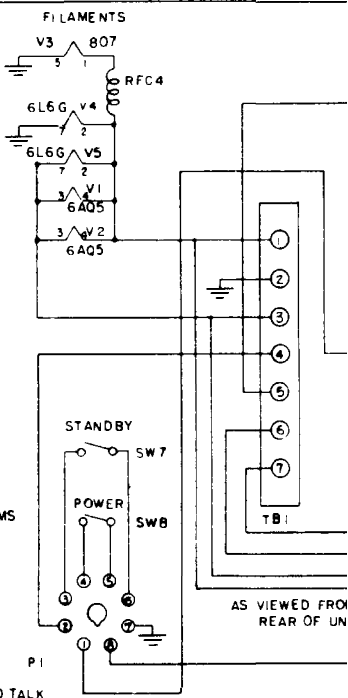 FILAMENTS
V3 807
5 1
RFC4
6L6G V4
7 2
6L6G V5
7 2
3 4 V1
6AQ5
3 4 V2
6AQ5
1
2
3
4
5
6
7
TB1
STANDBY
SW7
POWER
SW8
4 5
3 6
2 7
1 8
P1
MS
AS VIEWED FRO
REAR OF UN
O TALK